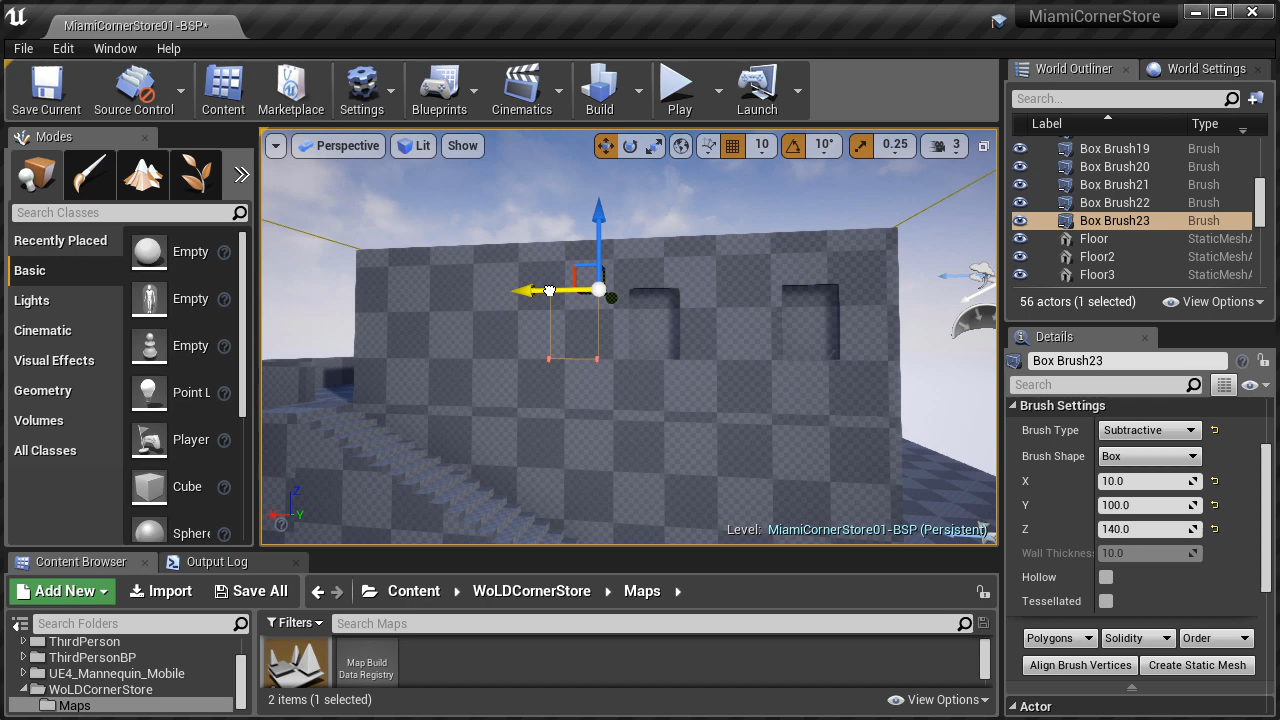 MiamiCornerStore01-BSP*
MiamiCornerStore
File Edit Window Help
Save Current Source Control Content Marketplace Settings Blueprints Cinematics Build Play Launch
World Outliner World Settings
Search...
Label Type
Box Brush19 Brush
Box Brush20 Brush
Box Brush21 Brush
Box Brush22 Brush
Box Brush23 Brush
Floor StaticMeshA
Floor2 StaticMeshA
Floor3 StaticMeshA
56 actors (1 selected) View Options
Modes
Search Classes
Recently Placed
Basic
Lights
Cinematic
Visual Effects
Geometry
Volumes
All Classes
Empty
Empty
Empty
Point L
Player
Cube
Sphere
Perspective Lit Show 10 10° 0.25 3
Z
X Y
Level: MiamiCornerStore01-BSP (Persistent)
Details
Box Brush23
Search
Brush Settings
Brush Type Subtractive
Brush Shape Box
X 10.0
Y 100.0
Z 140.0
Wall Thickness 10.0
Hollow
Tessellated
Polygons Solidity Order
Align Brush Vertices Create Static Mesh
Actor
Content Browser Output Log
Add New Import Save All Content WoLDCornerStore Maps
Search Folders
ThirdPerson
ThirdPersonBP
UE4_Mannequin_Mobile
WoLDCornerStore
Maps
Filters Search Maps
Map Build
Data Registry
2 items (1 selected) View Options